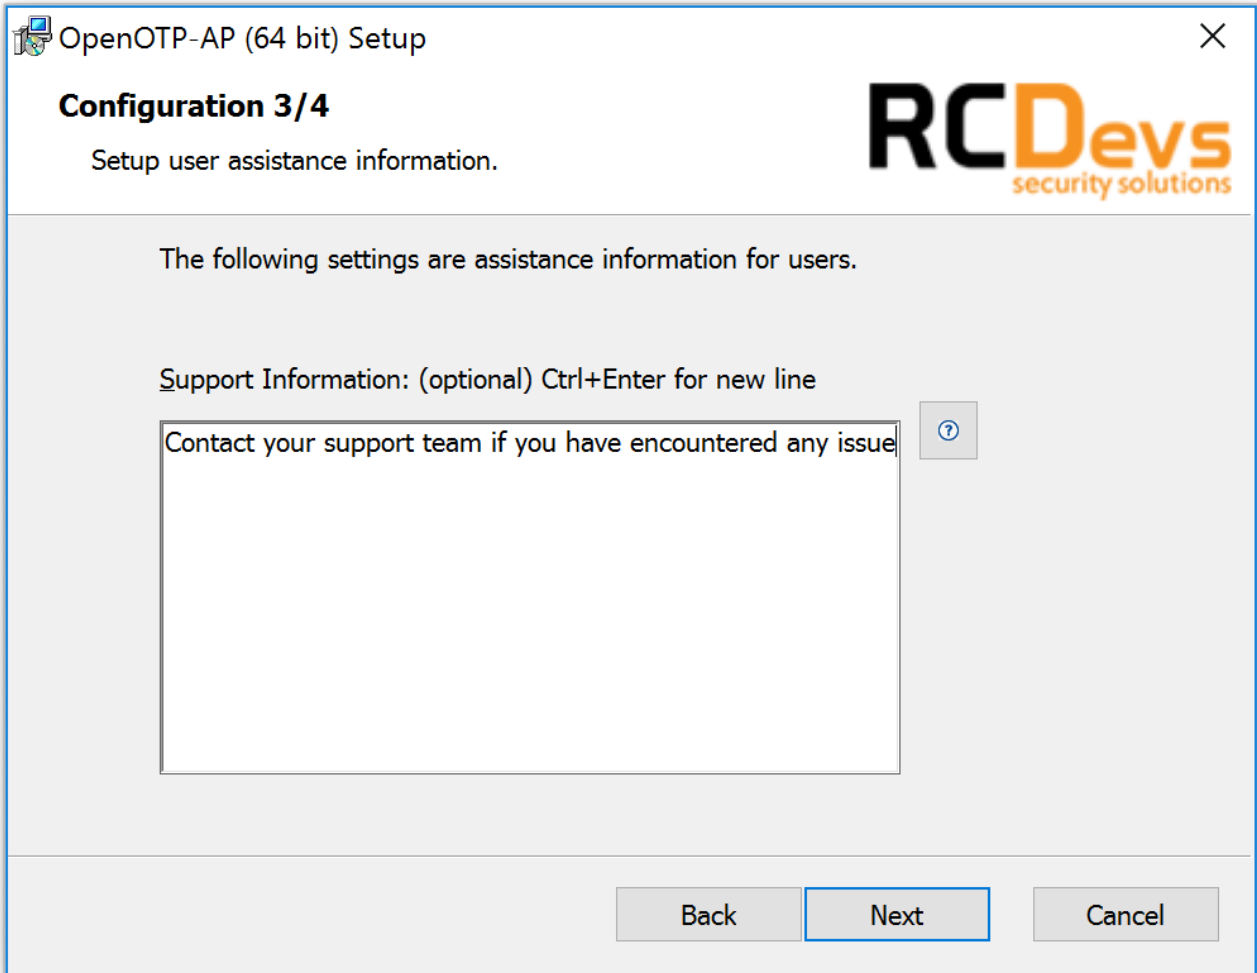 OpenOTP-AP (64 bit) Setup
Configuration 3/4
Setup user assistance information.
RCDevs
security solutions
The following settings are assistance information for users.
Support Information: (optional) Ctrl+Enter for new line
Contact your support team if you have encountered any issue
?
Back
Next
Cancel